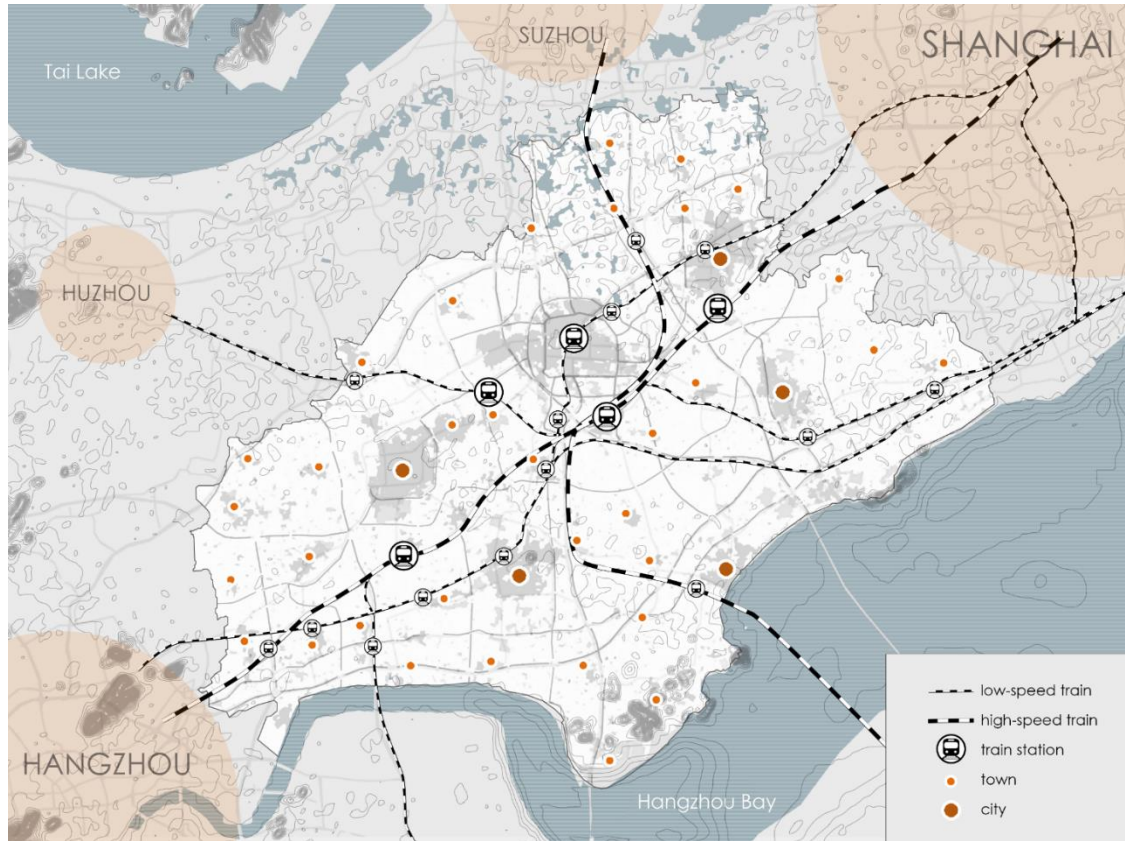 SUZHOU
SHANGHAI
Tai Lake
HUZHOU
HANGZHOU
Hangzhou Bay
low-speed train
high-speed train
train station
town
city